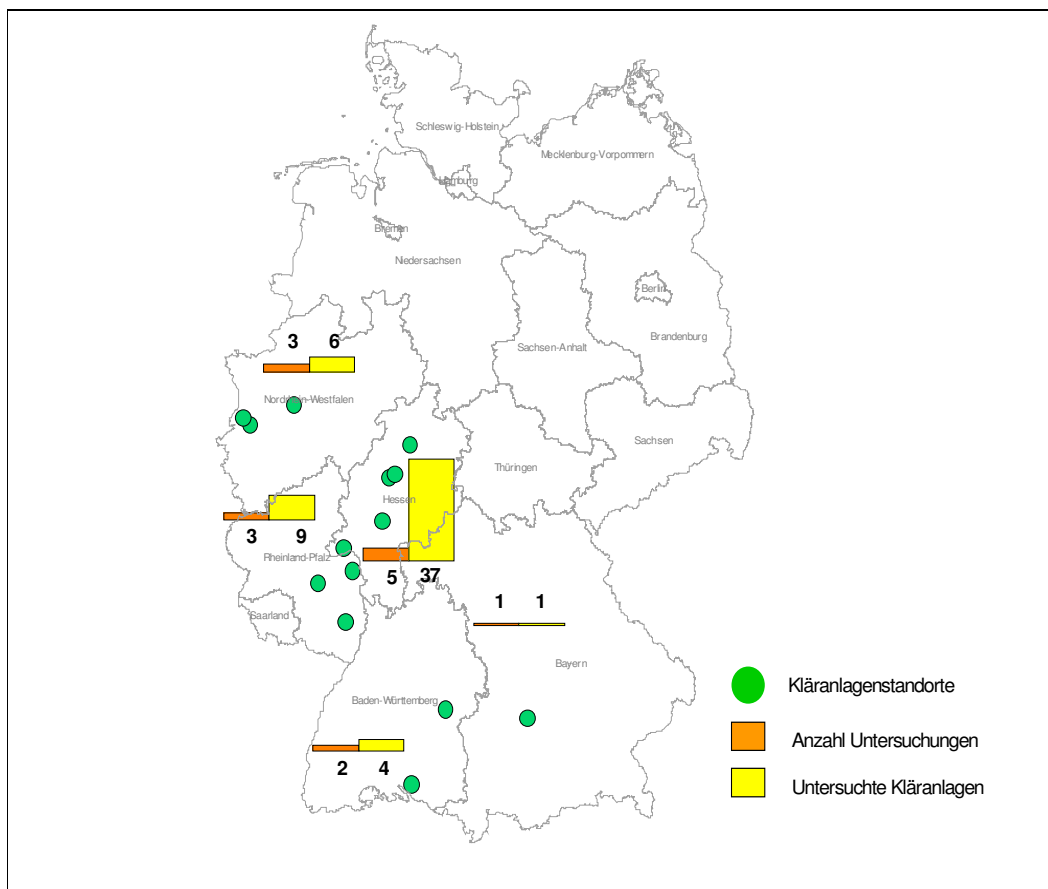 Schleswig-Holstein
Mecklenburg-Vorpommern
Hamburg
Bremen
Niedersachsen
Berlin
Brandenburg
Sachsen-Anhalt
3 6
Nordrhein-Westfalen
Sachsen
Thüringen
Hessen
3 9
Rheinland-Pfalz
5 37
Saarland
1 1
Bayern
Baden-Württemberg
2 4
Kläranlagenstandorte
Anzahl Untersuchungen
Untersuchte Kläranlagen